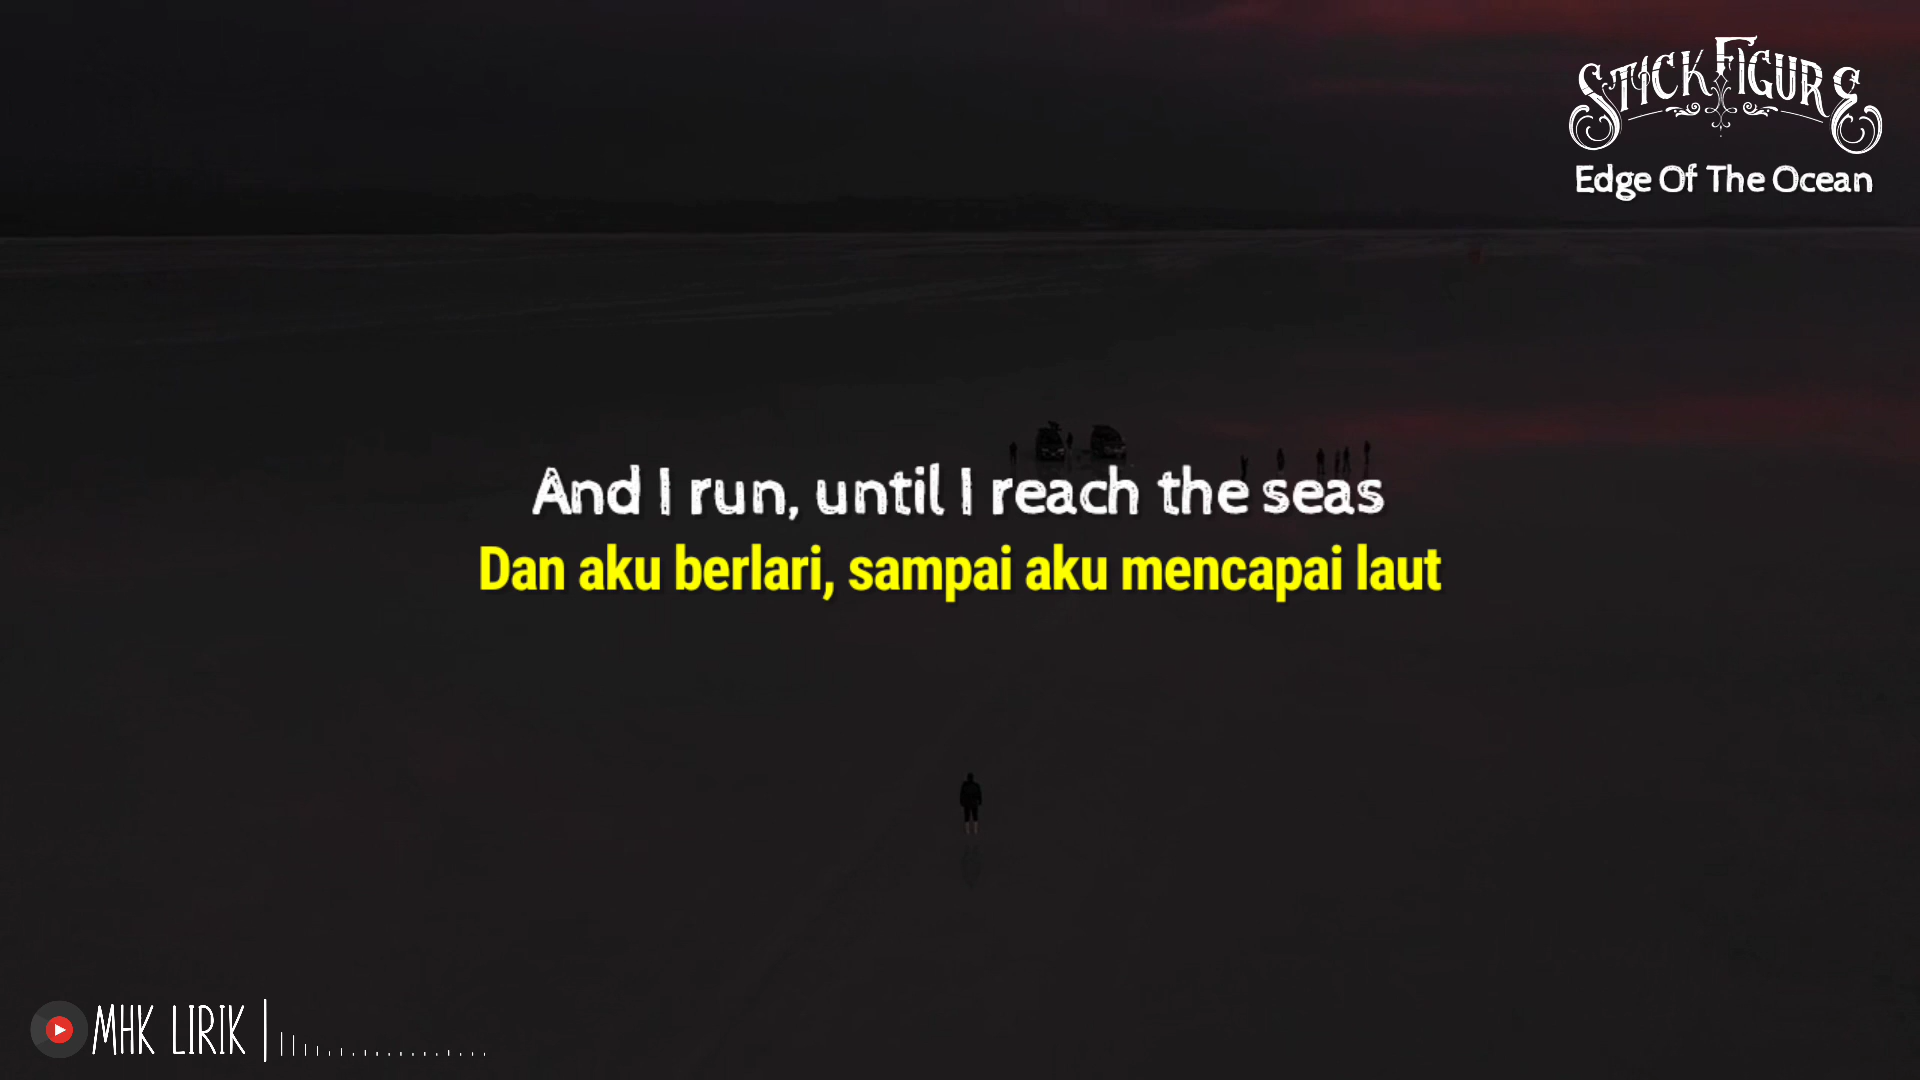 STICK FIGURE
Edge Of The Ocean
And I run, until I reach the seas
Dan aku berlari, sampai aku mencapai laut
MHK LIRIK